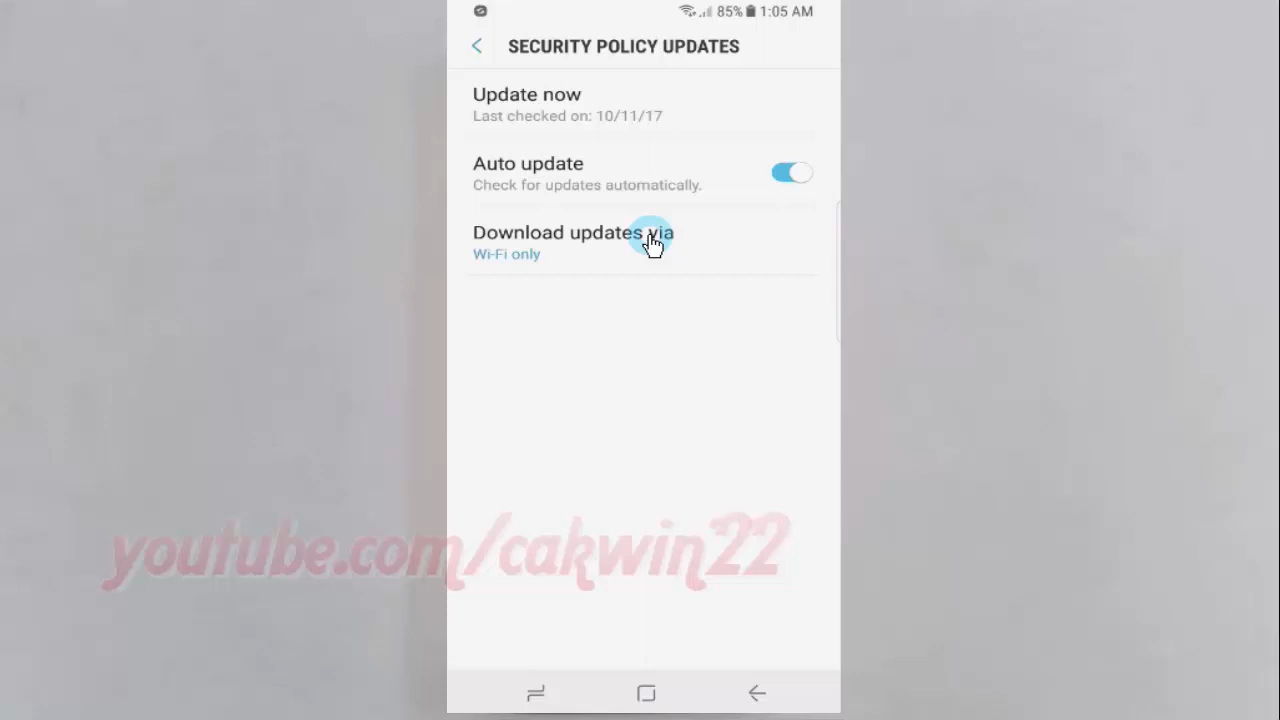 85% 1:05 AM
SECURITY POLICY UPDATES
Update now
Last checked on: 10/11/17
Auto update
Check for updates automatically.
Download updates via
Wi-Fi only
youtube.com/cakwin22